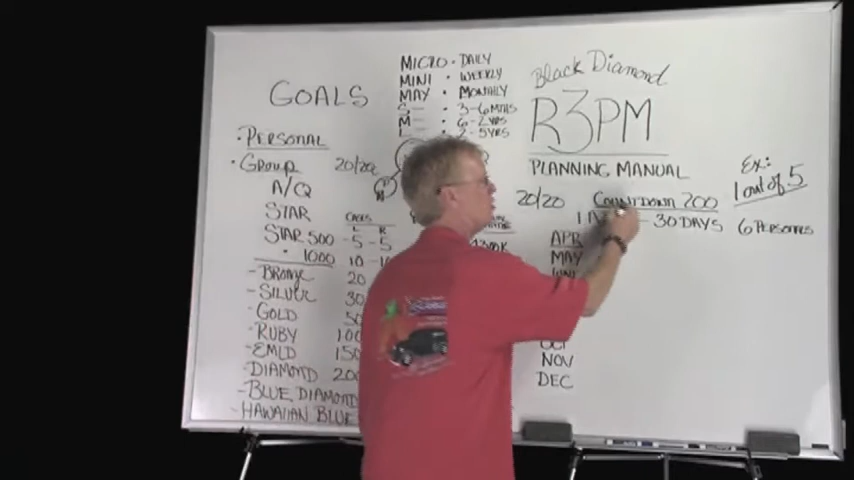 GOALS
• PERSONAL
• GROUP 20/20
A/Q
STAR CASES
L R
STAR 500 -5 -5
• 1000 10 -10
- BRONZE 20
- SILVER 30
- GOLD
- RUBY 100
- EMLD 150
- DIAMOND 200
- BLUE DIAMOND
- HAWAIIAN BLUE
MICRO • DAILY
MINI • WEEKLY
MAY • MONTHLY
S— • 3-6 MTHS
M— • 6-2 YRS
L— • 2-5 YRS
Black Diamond
R3PM
PLANNING MANUAL
20/20 COUNTDOWN 200
- 30 DAYS 6 PERSONAS
APR
MAY
OCT
NOV
DEC
EX:
1 out of 5